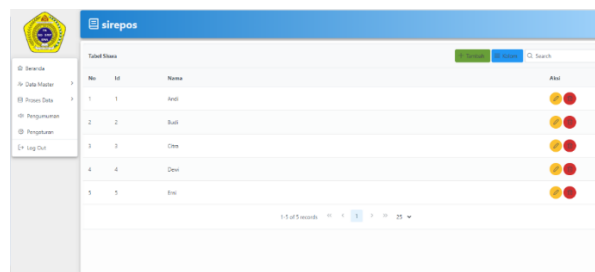 sirepos
Tabel Siswa
Tambah
Search
Beranda
Data Master
Proses Data
Pengumuman
Pengaturan
Log Out
No Id Nama Aksi
1 1 Andi
2 2 Budi
3 3 Citra
4 4 Dewi
5 5 Eni
1-5 of 5 records 1 25